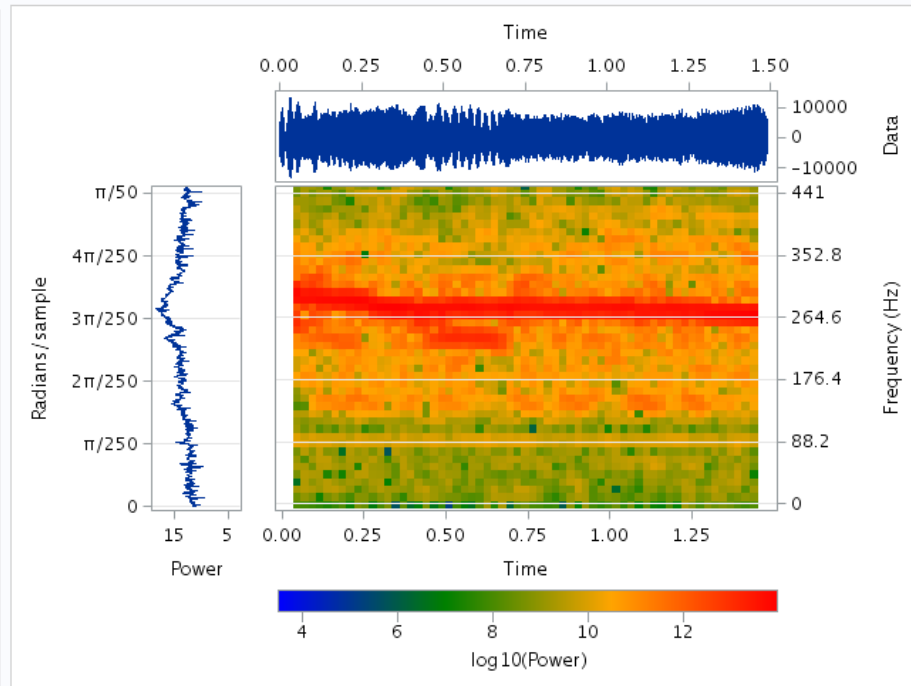 Time
0.00 0.25 0.50 0.75 1.00 1.25 1.50
10000
0
−10000
Data
π/50
4π/250
3π/250
2π/250
π/250
0
Radians/sample
15 5
Power
441
352.8
264.6
176.4
88.2
0
Frequency (Hz)
0.00 0.25 0.50 0.75 1.00 1.25
Time
4 6 8 10 12
log10(Power)